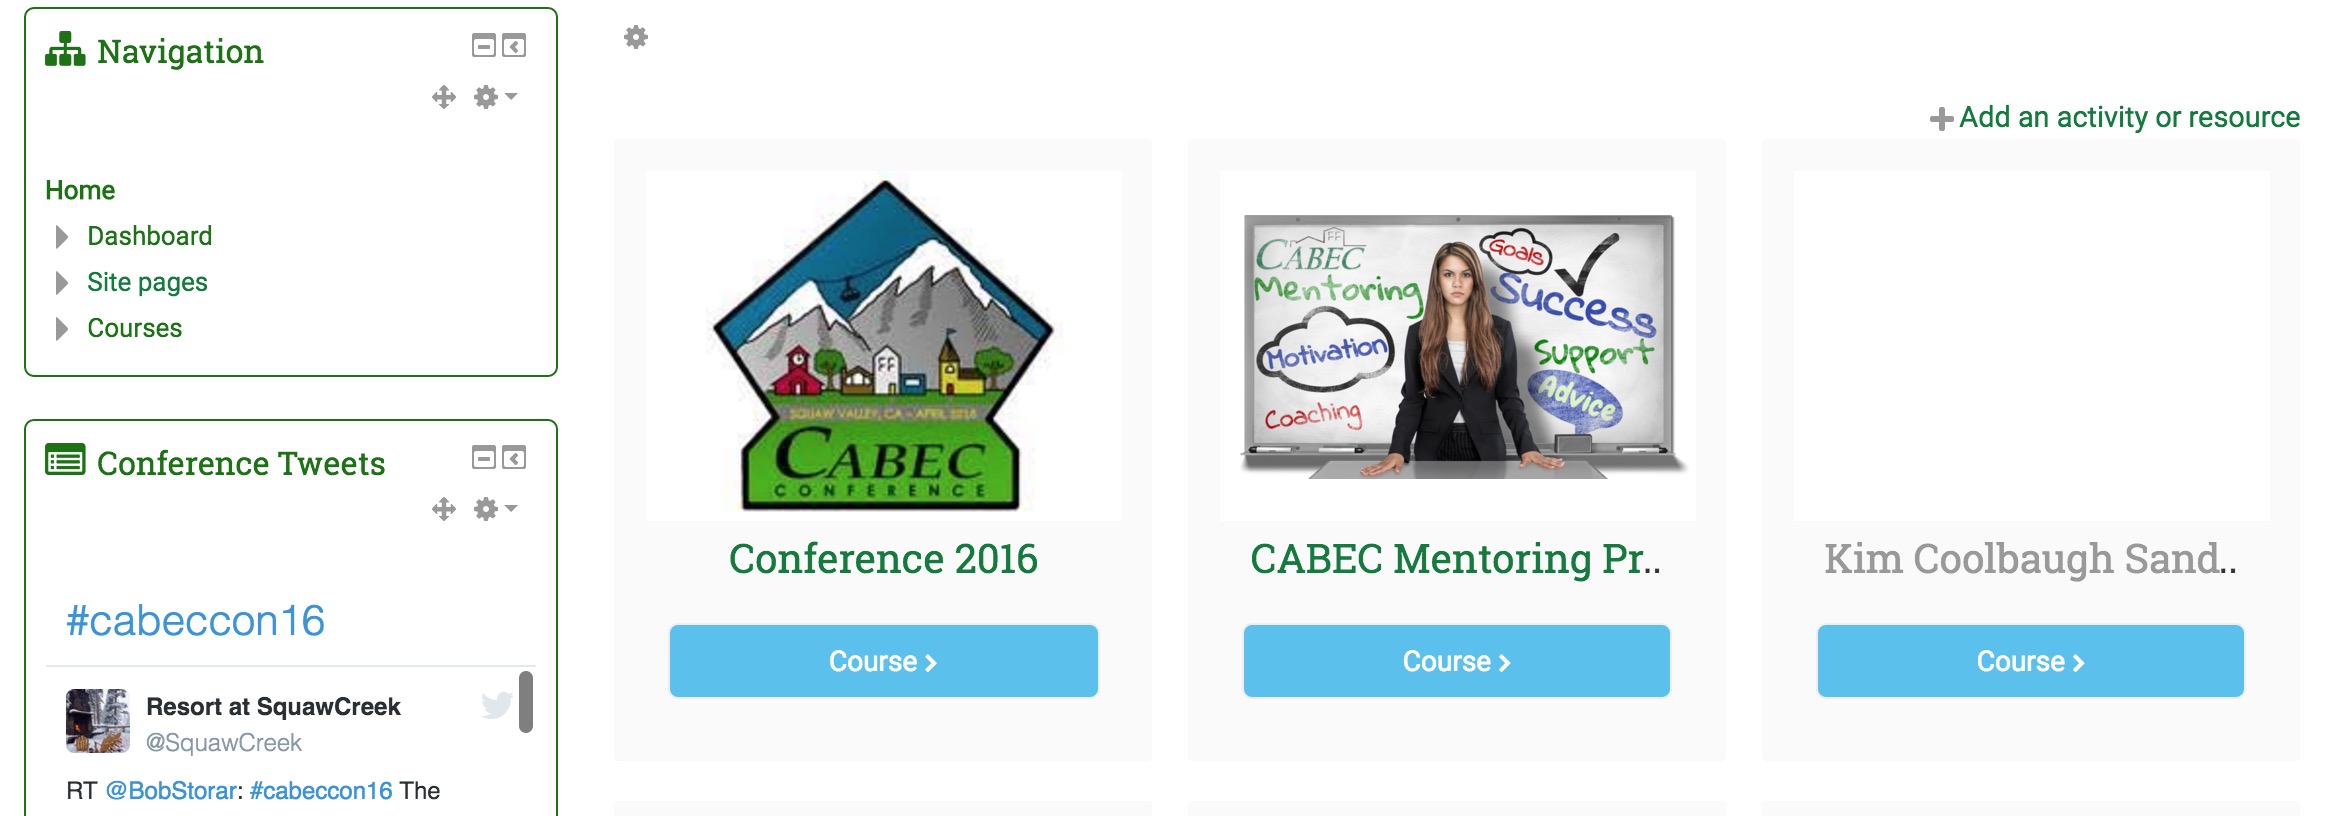 Navigation
Home
Dashboard
Site pages
Courses
Conference Tweets
#cabeccon16
Resort at SquawCreek
@SquawCreek
RT @BobStorar: #cabeccon16 The
Add an activity or resource
SQUAW VALLEY, CA - APRIL 2016
CABEC
CONFERENCE
Conference 2016
Course
CABEC
Mentoring
Goals
Success
Motivation
Support
Advice
Coaching
CABEC Mentoring Pr..
Course
Kim Coolbaugh Sand..
Course